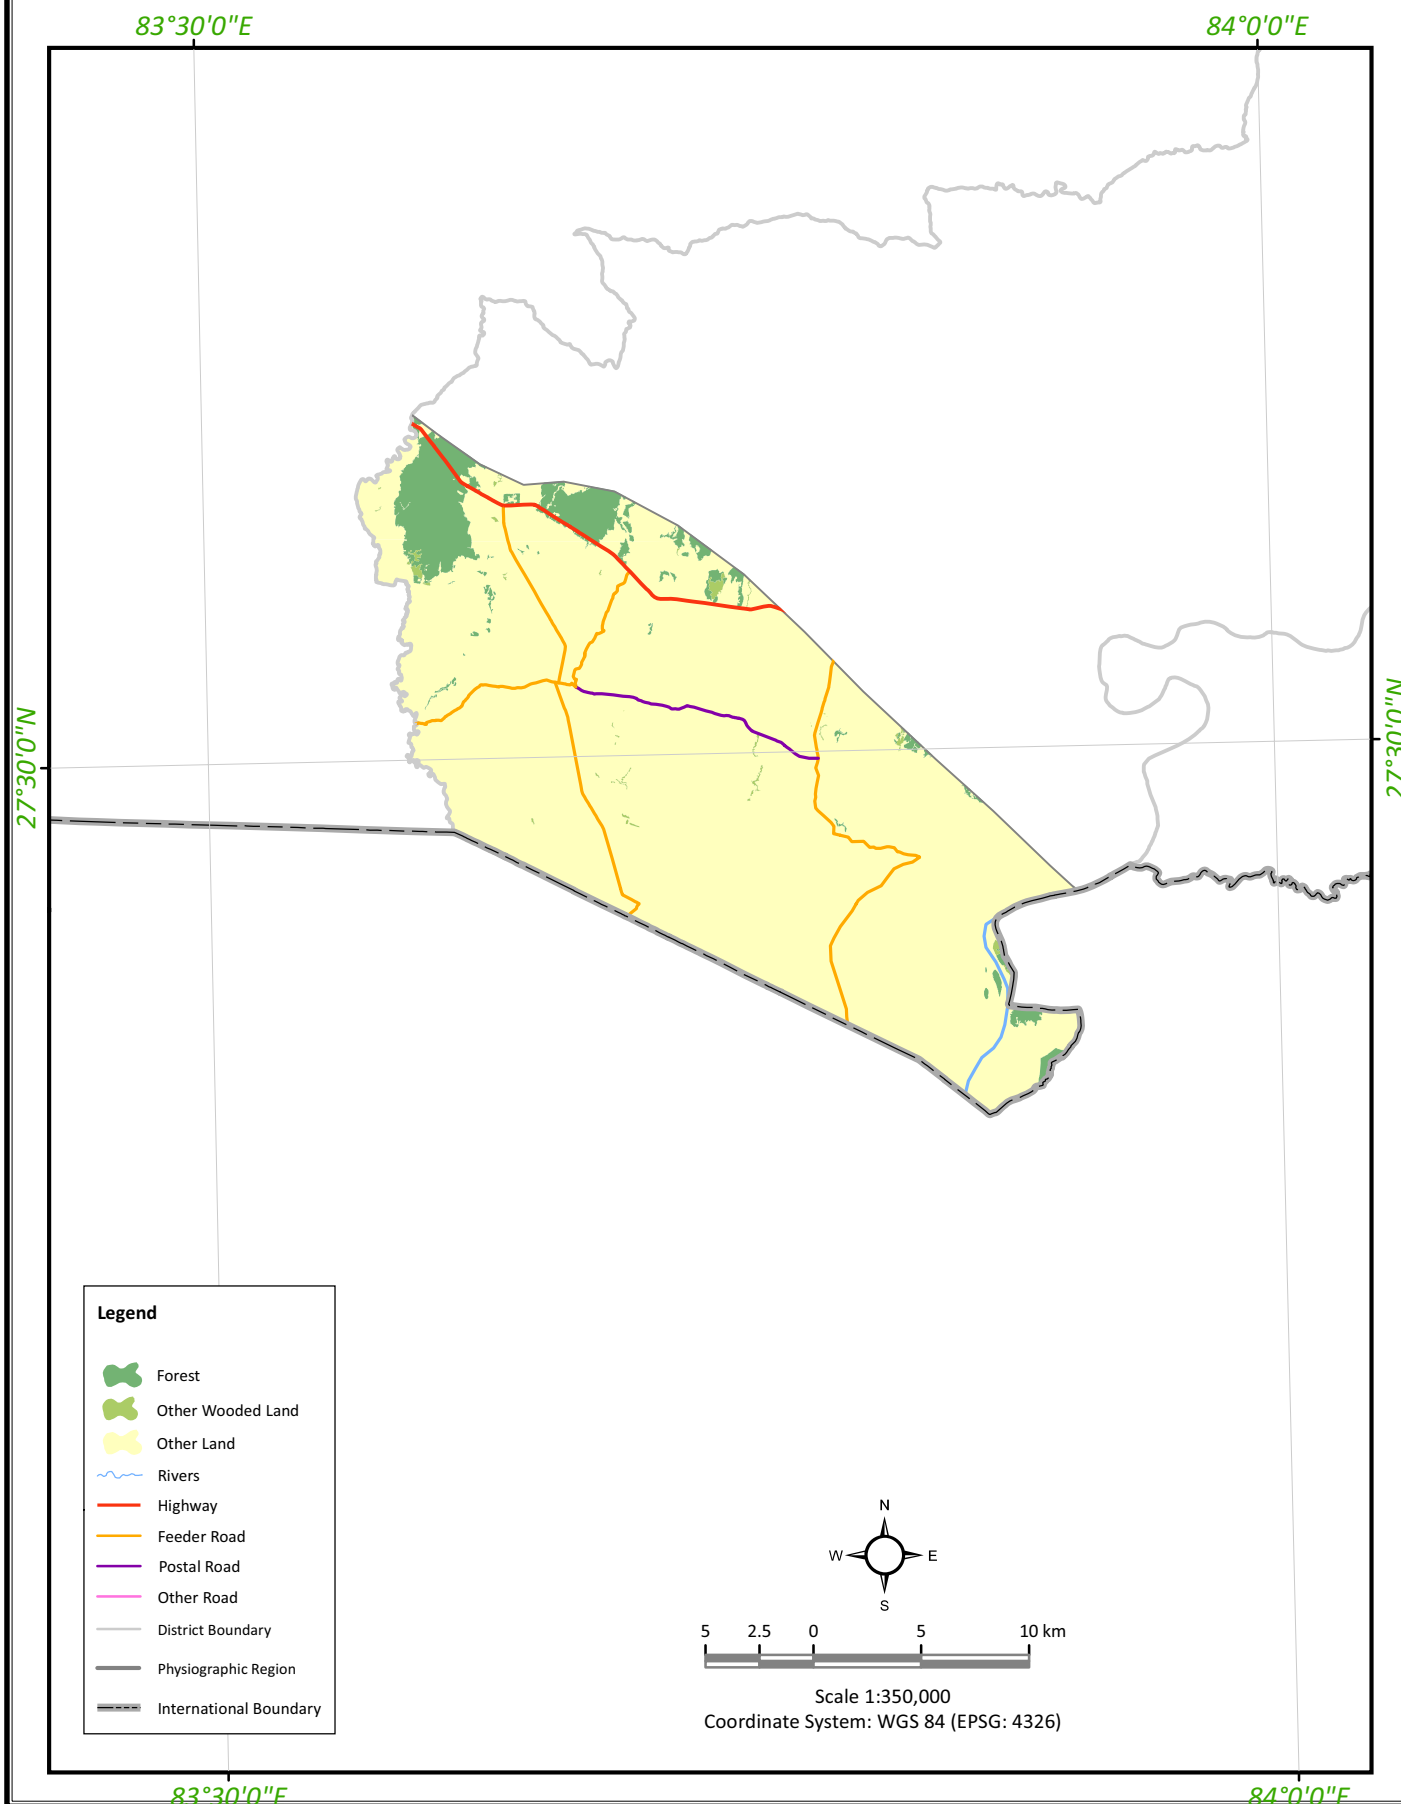 83°30'0"E
84°0'0"E
27°30'0"N
27°30'0"N
Legend
Forest
Other Wooded Land
Other Land
Rivers
Highway
Feeder Road
Postal Road
Other Road
District Boundary
Physiographic Region
International Boundary
N
W
E
S
5 2.5 0 5 10 km
Scale 1:350,000
Coordinate System: WGS 84 (EPSG: 4326)
83°30'0"E
84°0'0"E